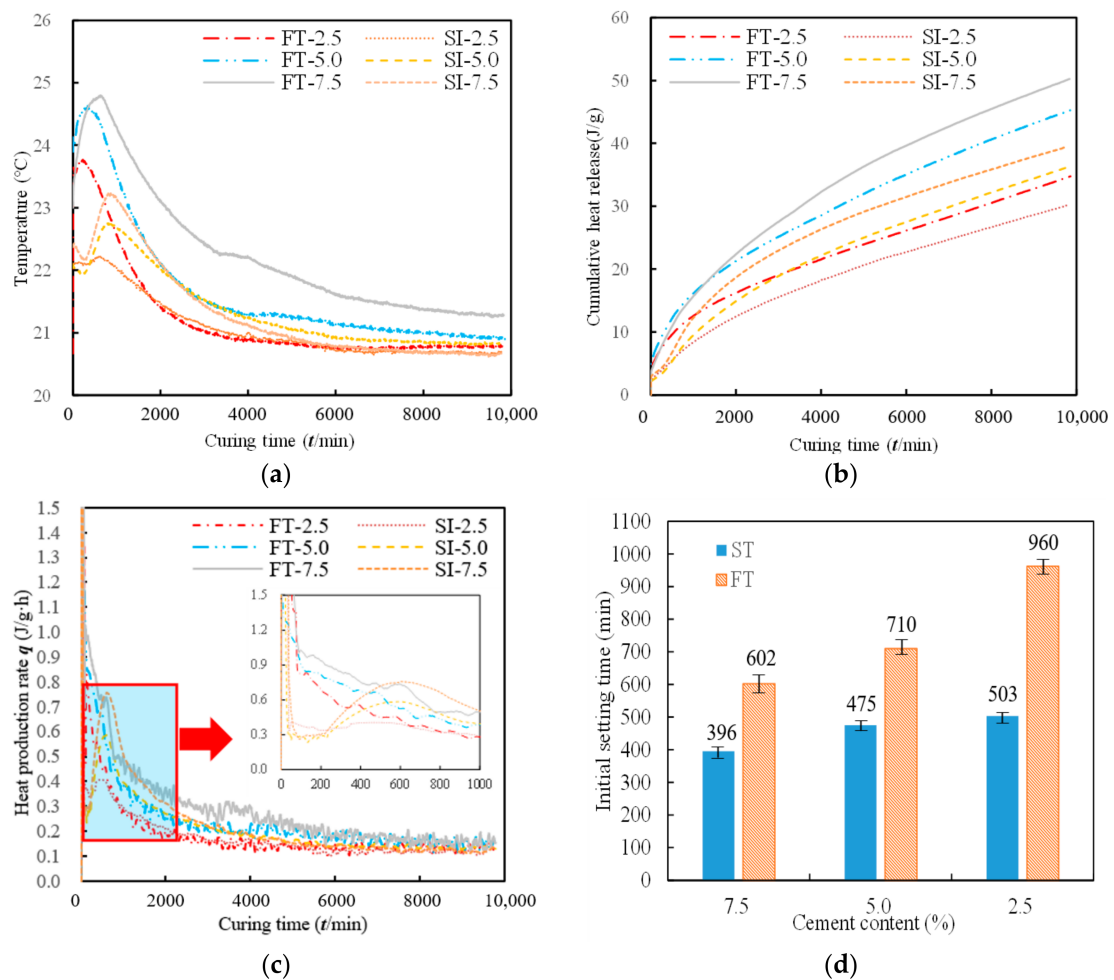 26
25
24
23
22
21
20
Temperature (°C)
FT-2.5 SI-2.5
FT-5.0 SI-5.0
FT-7.5 SI-7.5
0 2000 4000 6000 8000 10,000
Curing time (t/min)
(a)
60
50
40
30
20
10
0
Cumulative heat release(J/g)
FT-2.5 SI-2.5
FT-5.0 SI-5.0
FT-7.5 SI-7.5
0 2000 4000 6000 8000 10,000
Curing time (t/min)
(b)
1.5
1.4
1.3
1.2
1.1
1.0
0.9
0.8
0.7
0.6
0.5
0.4
0.3
0.2
0.1
0.0
Heat production rate q (J/g·h)
FT-2.5 SI-2.5
FT-5.0 SI-5.0
FT-7.5 SI-7.5
1.5
1.2
0.9
0.6
0.3
0.0
0 200 400 600 800 1000
0 2000 4000 6000 8000 10,000
Curing time (t/min)
(c)
1100
1000
900
800
700
600
500
400
300
200
100
0
Initial setting time (min)
ST
FT
396 602 475 710 503 960
7.5 5.0 2.5
Cement content (%)
(d)